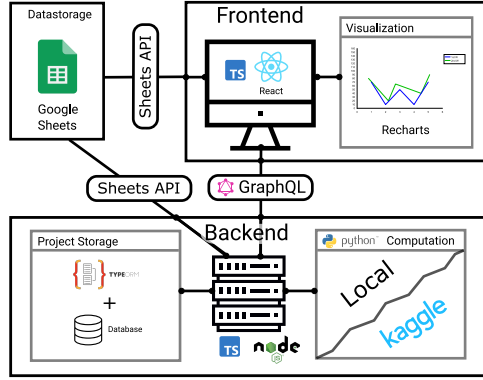 Datastorage
Google
Sheets
Sheets API
Frontend
TS
React
Visualization
Recharts
Sheets API
GraphQL
Backend
Project Storage
TYPEORM
+
Database
TS
node
JS
python Computation
Local
kaggle